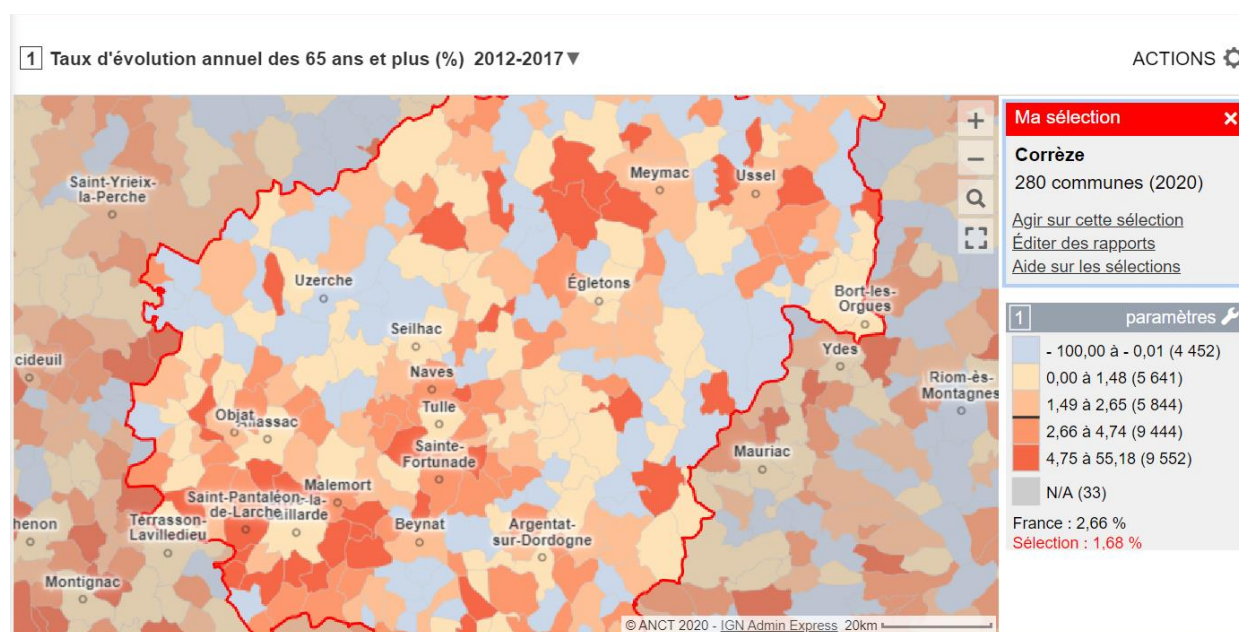 1 Taux d'évolution annuel des 65 ans et plus (%) 2012-2017▼
ACTIONS
Saint-Yrieix-
la-Perche
Meymac
Ussel
Uzerche
Égletons
Bort-les-
Orgues
Seilhac
cideuil
Ydes
Naves
Riom-ès-
Montagnes
Tulle
Objat
assac
Sainte-
Fortunade
Mauriac
Malemort
Saint-Pantaléon-
de-Larche
-la-
illarde
henon
Terrasson-
Lavilledieu
Beynat
Argentat-
sur-Dordogne
Montignac
© ANCT 2020 - IGN Admin Express 20km
+
−
Ma sélection ×
Corrèze
280 communes (2020)
Agir sur cette sélection
Éditer des rapports
Aide sur les sélections
1 paramètres
- 100,00 à - 0,01 (4 452)
0,00 à 1,48 (5 641)
1,49 à 2,65 (5 844)
2,66 à 4,74 (9 444)
4,75 à 55,18 (9 552)
N/A (33)
France : 2,66 %
Sélection : 1,68 %